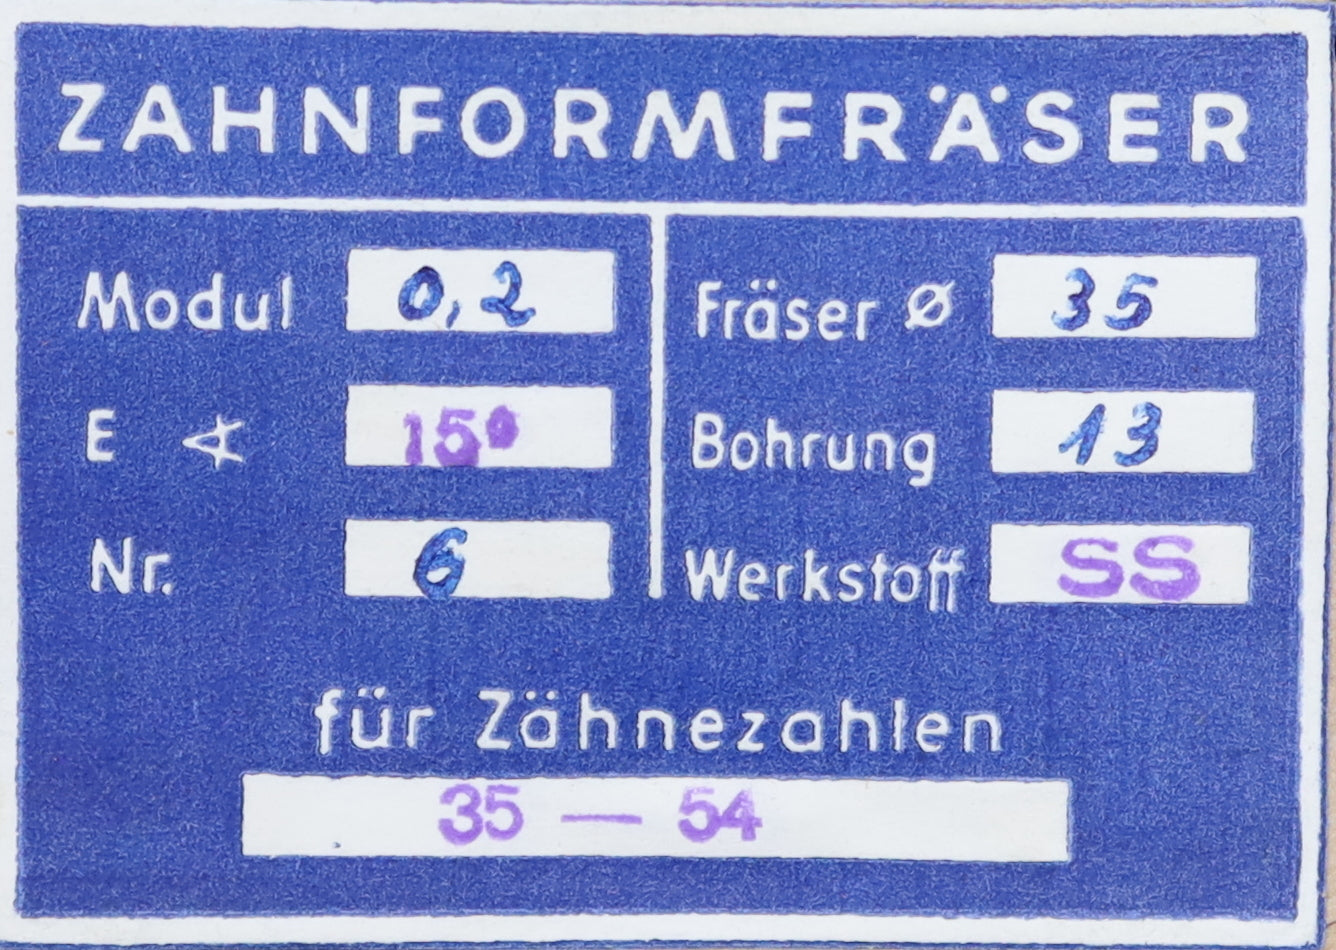 ZAHNFORMFRÄSER
Modul 0,2
E ∢ 15°
Nr. 6
Fräser ø 35
Bohrung 13
Werkstoff SS
für Zähnezahlen
35 — 54